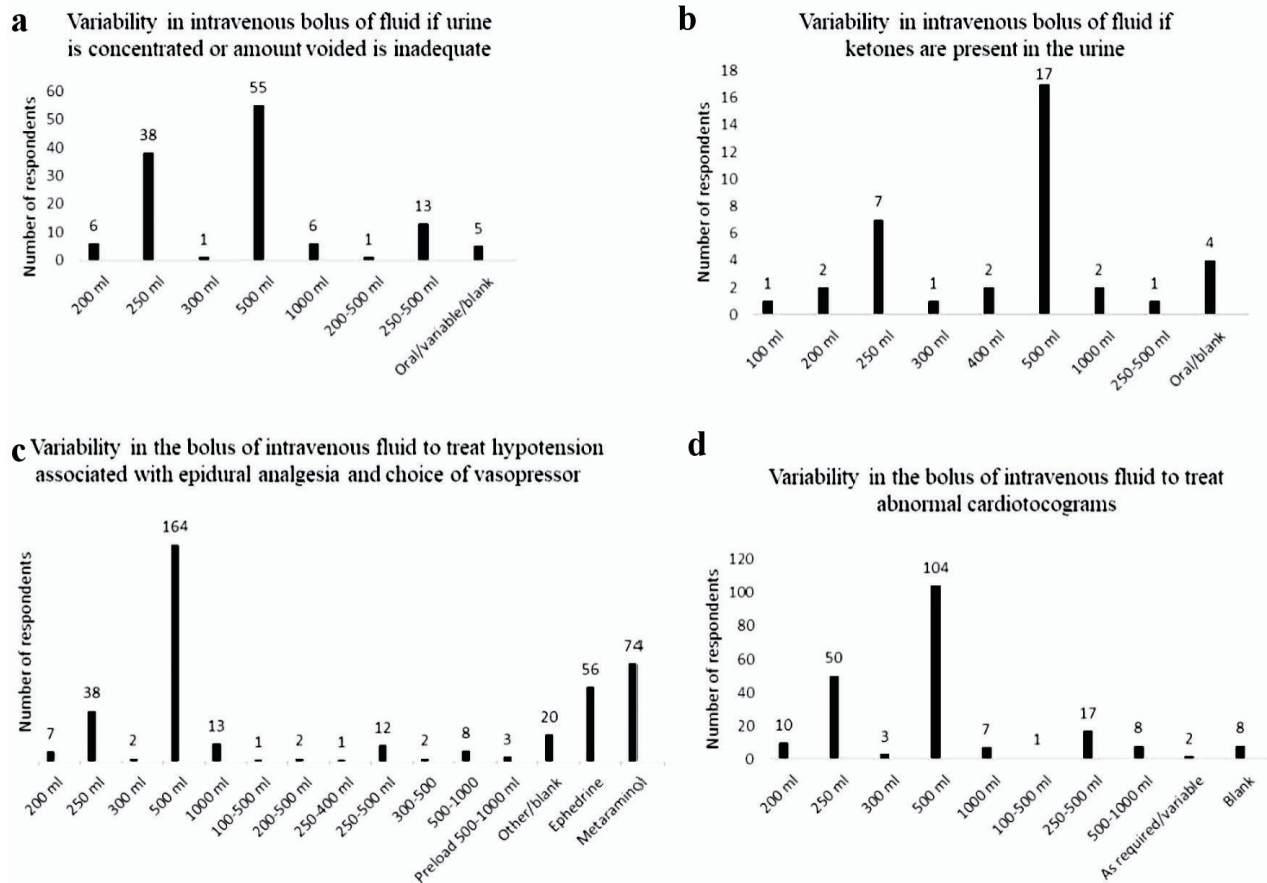 a
Variability in intravenous bolus of fluid if urine
is concentrated or amount voided is inadequate
Number of respondents
60
50
40
30
20
10
0
6
38
1
55
6
1
13
5
200 ml
250 ml
300 ml
500 ml
1000 ml
200-500 ml
250-500 ml
Oral/variable/blank
b
Variability in intravenous bolus of fluid if
ketones are present in the urine
Number of respondents
18
16
14
12
10
8
6
4
2
0
1
2
7
1
2
17
2
1
4
100 ml
200 ml
250 ml
300 ml
400 ml
500 ml
1000 ml
250-500 ml
Oral/blank
c
Variability in the bolus of intravenous fluid to treat hypotension
associated with epidural analgesia and choice of vasopressor
Number of respondents
7
38
2
164
13
1
2
1
12
2
8
3
20
56
74
200 ml
250 ml
300 ml
500 ml
1000 ml
100-500 ml
200-500 ml
250-400 ml
250-500 ml
300-500
500-1000
Preload 500-1000 ml
Other/blank
Ephedrine
Metaraminol
d
Variability in the bolus of intravenous fluid to treat
abnormal cardiotocograms
Number of respondents
120
100
80
60
40
20
0
10
50
3
104
7
1
17
8
2
8
200 ml
250 ml
300 ml
500 ml
1000 ml
100-500 ml
250-500 ml
500-1000 ml
As required/variable
Blank